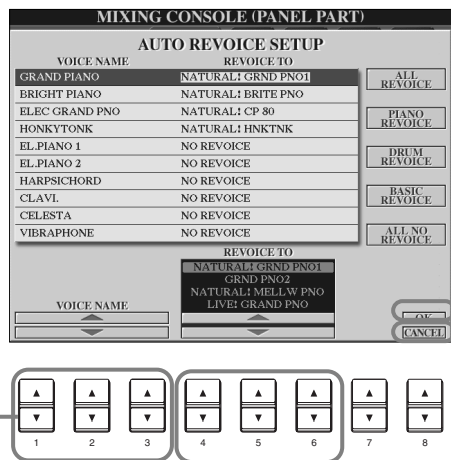 MIXING CONSOLE (PANEL PART)
AUTO REVOICE SETUP
VOICE NAME REVOICE TO
GRAND PIANO NATURAL! GRND PNO1
BRIGHT PIANO NATURAL! BRITE PNO
ELEC GRAND PNO NATURAL! CP 80
HONKYTONK NATURAL! HNKTNK
EL.PIANO 1 NO REVOICE
EL.PIANO 2 NO REVOICE
HARPSICHORD NO REVOICE
CLAVI. NO REVOICE
CELESTA NO REVOICE
VIBRAPHONE NO REVOICE
ALL
REVOICE
PIANO
REVOICE
DRUM
REVOICE
BASIC
REVOICE
ALL NO
REVOICE
REVOICE TO
NATURAL! GRND PNO1
GRND PNO2
NATURAL! MELLW PNO
LIVE! GRAND PNO
VOICE NAME
OK
CANCEL
1 2 3 4 5 6 7 8